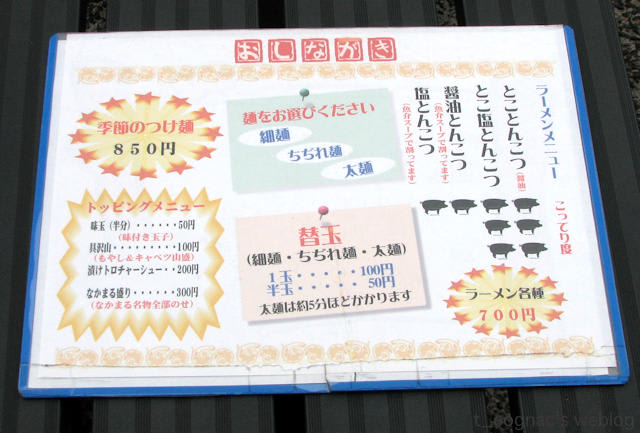 おしながき
ラーメンメニュー
とことんこつ(醤油)
とこ塩とんこつ
醤油とんこつ
(魚介スープで割ってます)
塩とんこつ
(魚介スープで割ってます)
こってり度
ラーメン各種
700円
麺をお選びください
細麺
ちぢれ麺
太麺
替玉
(細麺・ちぢれ麺・太麺)
1玉・・・・・100円
半玉・・・・・50円
太麺は約5分ほどかかります
季節のつけ麺
850円
トッピングメニュー
味玉(半分)・・・・・・50円
(味付き玉子)
具沢山・・・・・・・・100円
(もやし&キャベツ山盛)
漬けトロチャーシュー・・200円
なかまる盛り・・・・・・300円
(なかまる名物全部のせ)
t_cognac's weblog